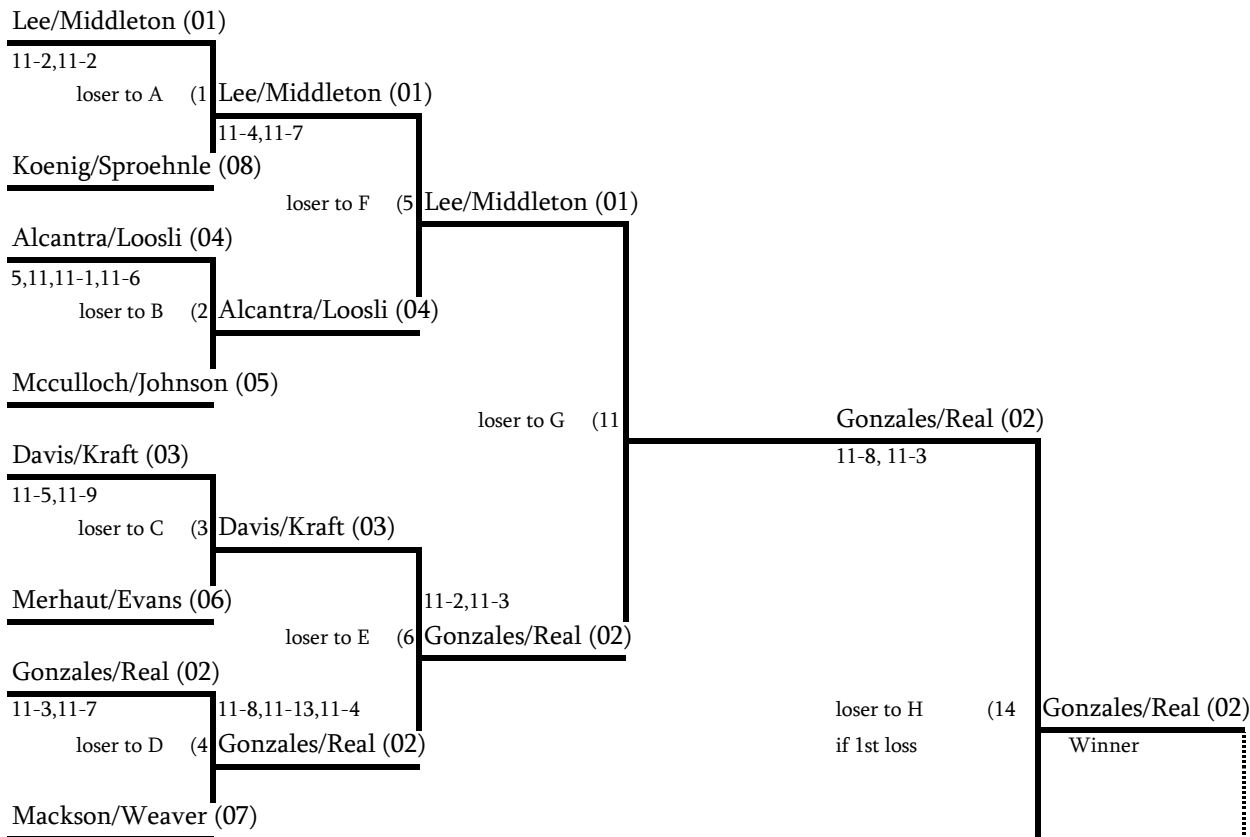 Lee/Middleton (01)
11-2,11-2
loser to A (1
Lee/Middleton (01)
11-4,11-7
Koenig/Sproehnle (08)
loser to F (5
Lee/Middleton (01)
Alcantra/Loosli (04)
5,11,11-1,11-6
loser to B (2
Alcantra/Loosli (04)
Mcculloch/Johnson (05)
loser to G (11
Gonzales/Real (02)
11-8, 11-3
Davis/Kraft (03)
11-5,11-9
loser to C (3
Davis/Kraft (03)
Merhaut/Evans (06)
11-2,11-3
loser to E (6
Gonzales/Real (02)
Gonzales/Real (02)
11-3,11-7
11-8,11-13,11-4
loser to D (4
Gonzales/Real (02)
loser to H (14
if 1st loss
Gonzales/Real (02)
Winner
Mackson/Weaver (07)